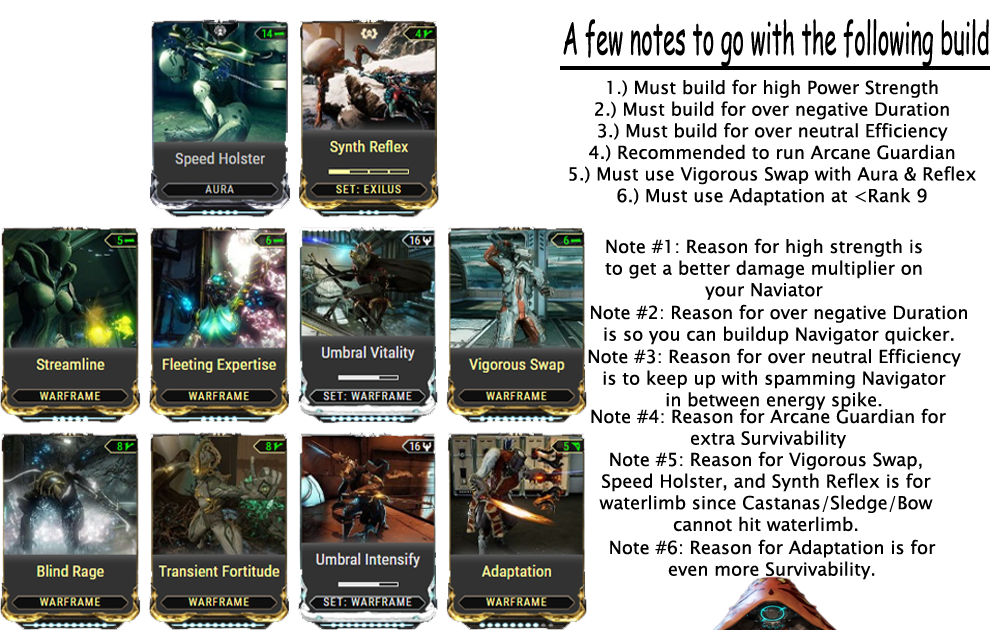 A few notes to go with the following build
1.) Must build for high Power Strength
2.) Must build for over negative Duration
3.) Must build for over neutral Efficiency
4.) Recommended to run Arcane Guardian
5.) Must use Vigorous Swap with Aura & Reflex
6.) Must use Adaptation at <Rank 9
14
Speed Holster
AURA
4
Synth Reflex
SET: EXILUS
5
Streamline
WARFRAME
6
Fleeting Expertise
WARFRAME
16
Umbral Vitality
SET: WARFRAME
6
Vigorous Swap
WARFRAME
8
Blind Rage
WARFRAME
8
Transient Fortitude
WARFRAME
16
Umbral Intensify
SET: WARFRAME
5
Adaptation
WARFRAME
Note #1: Reason for high strength is
to get a better damage multiplier on
your Naviator
Note #2: Reason for over negative Duration
is so you can buildup Navigator quicker.
Note #3: Reason for over neutral Efficiency
is to keep up with spamming Navigator
in between energy spike.
Note #4: Reason for Arcane Guardian for
extra Survivability
Note #5: Reason for Vigorous Swap,
Speed Holster, and Synth Reflex is for
waterlimb since Castanas/Sledge/Bow
cannot hit waterlimb.
Note #6: Reason for Adaptation is for
even more Survivability.